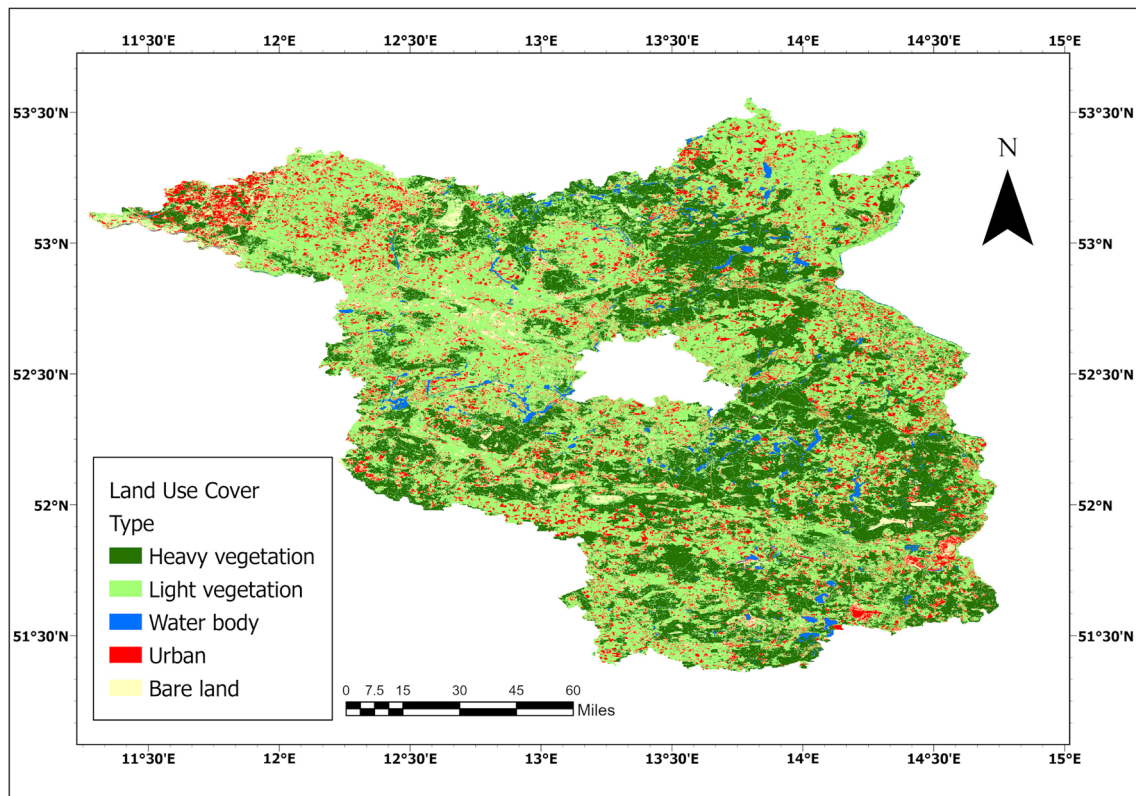 11°30'E 12°E 12°30'E 13°E 13°30'E 14°E 14°30'E 15°E
53°30'N 53°30'N
N
53°N 53°N
52°30'N 52°30'N
52°N 52°N
51°30'N 51°30'N
Land Use Cover
Type
Heavy vegetation
Light vegetation
Water body
Urban
Bare land
0 7.5 15 30 45 60
Miles
11°30'E 12°E 12°30'E 13°E 13°30'E 14°E 14°30'E 15°E